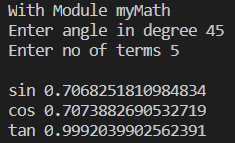 With Module myMath
Enter angle in degree 45
Enter no of terms 5
sin 0.7068251810984834
cos 0.7073882690532719
tan 0.9992039902562391